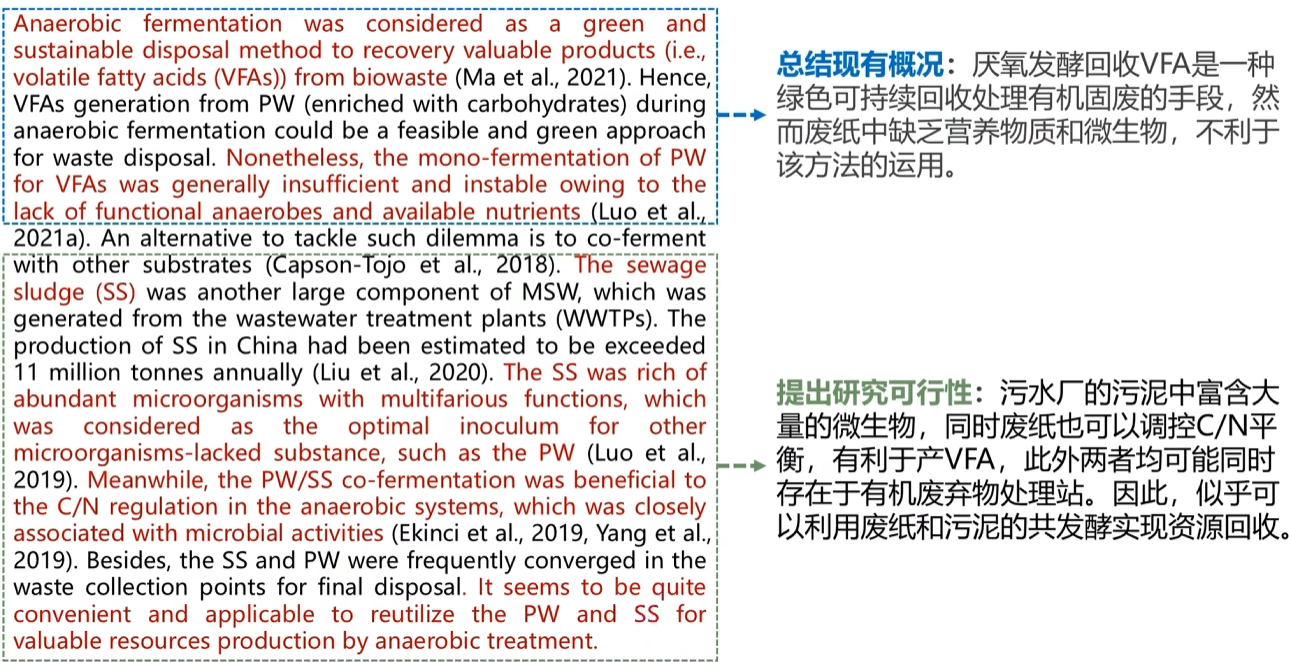 Anaerobic fermentation was considered as a green and
sustainable disposal method to recovery valuable products (i.e.,
volatile fatty acids (VFAs)) from biowaste (Ma et al., 2021). Hence,
VFAs generation from PW (enriched with carbohydrates) during
anaerobic fermentation could be a feasible and green approach
for waste disposal. Nonetheless, the mono-fermentation of PW
for VFAs was generally insufficient and instable owing to the
lack of functional anaerobes and available nutrients (Luo et al.,
2021a). An alternative to tackle such dilemma is to co-ferment
with other substrates (Capson-Tojo et al., 2018). The sewage
sludge (SS) was another large component of MSW, which was
generated from the wastewater treatment plants (WWTPs). The
production of SS in China had been estimated to be exceeded
11 million tonnes annually (Liu et al., 2020). The SS was rich of
abundant microorganisms with multifarious functions, which
was considered as the optimal inoculum for other
microorganisms-lacked substance, such as the PW (Luo et al.,
2019). Meanwhile, the PW/SS co-fermentation was beneficial to
the C/N regulation in the anaerobic systems, which was closely
associated with microbial activities (Ekinci et al., 2019, Yang et al.,
2019). Besides, the SS and PW were frequently converged in the
waste collection points for final disposal. It seems to be quite
convenient and applicable to reutilize the PW and SS for
valuable resources production by anaerobic treatment.
总结现有概况：厌氧发酵回收VFA是一种
绿色可持续回收处理有机固废的手段，然
而废纸中缺乏营养物质和微生物，不利于
该方法的运用。
提出研究可行性：污水厂的污泥中富含大
量的微生物，同时废纸也可以调控C/N平
衡，有利于产VFA，此外两者均可能同时
存在于有机废弃物处理站。因此，似乎可
以利用废纸和污泥的共发酵实现资源回收。